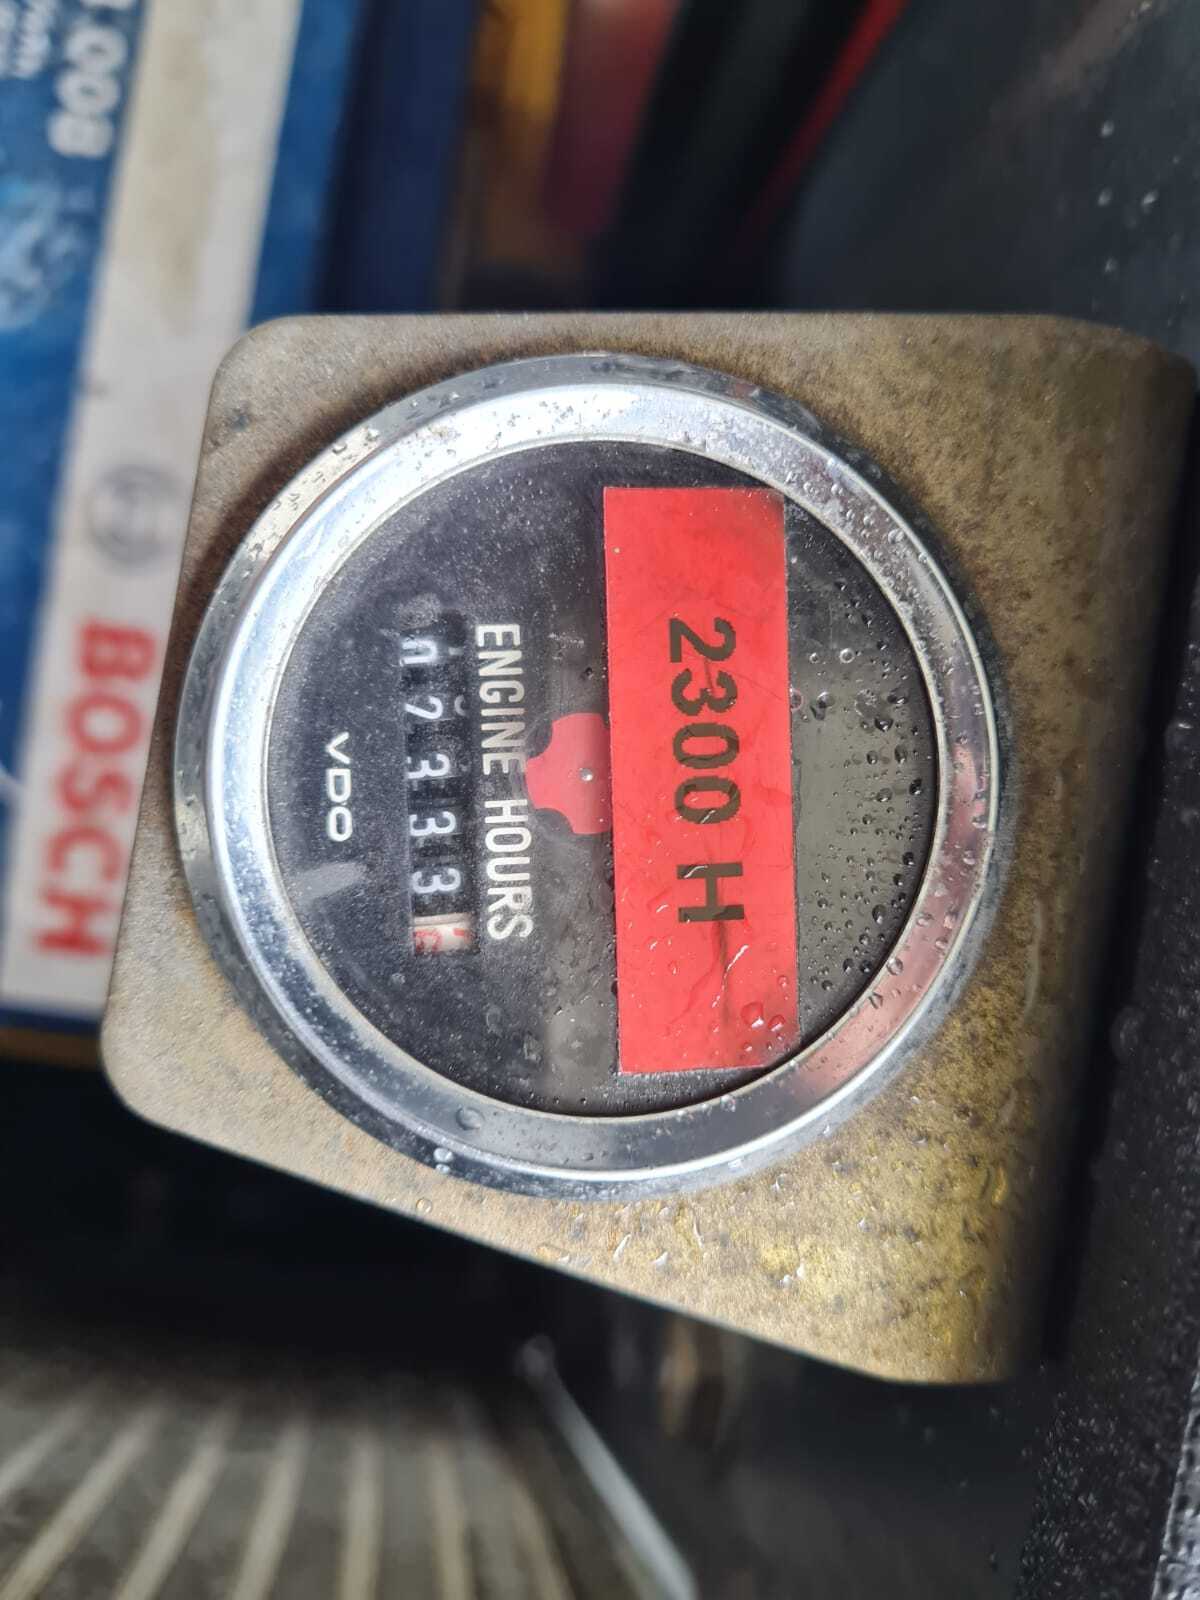 2300 H
ENGINE HOURS
02333
VDO
BOSCH